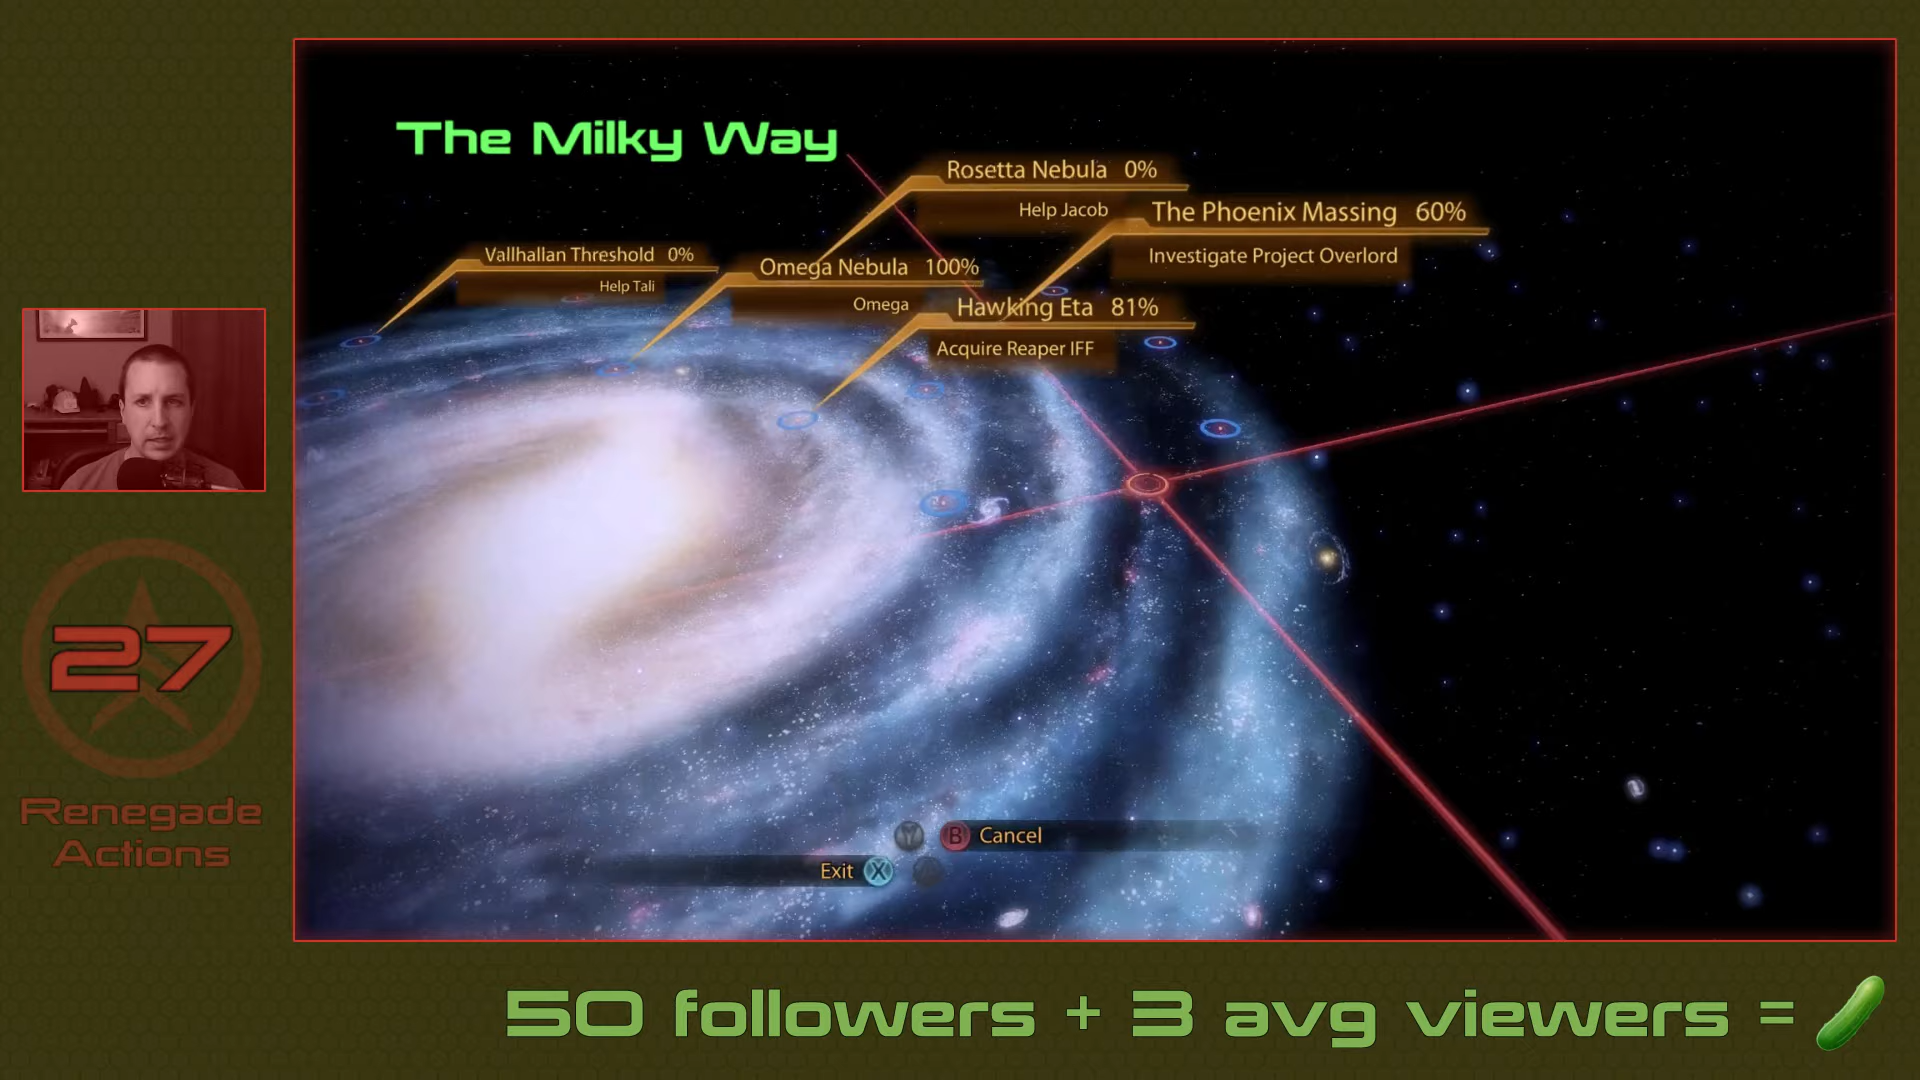 The Milky Way
Rosetta Nebula 0%
Help Jacob
The Phoenix Massing 60%
Investigate Project Overlord
Vallhallan Threshold 0%
Help Tali
Omega Nebula 100%
Omega
Hawking Eta 81%
Acquire Reaper IFF
27
Renegade
Actions
Y
B Cancel
Exit X
50 followers + 3 avg viewers =